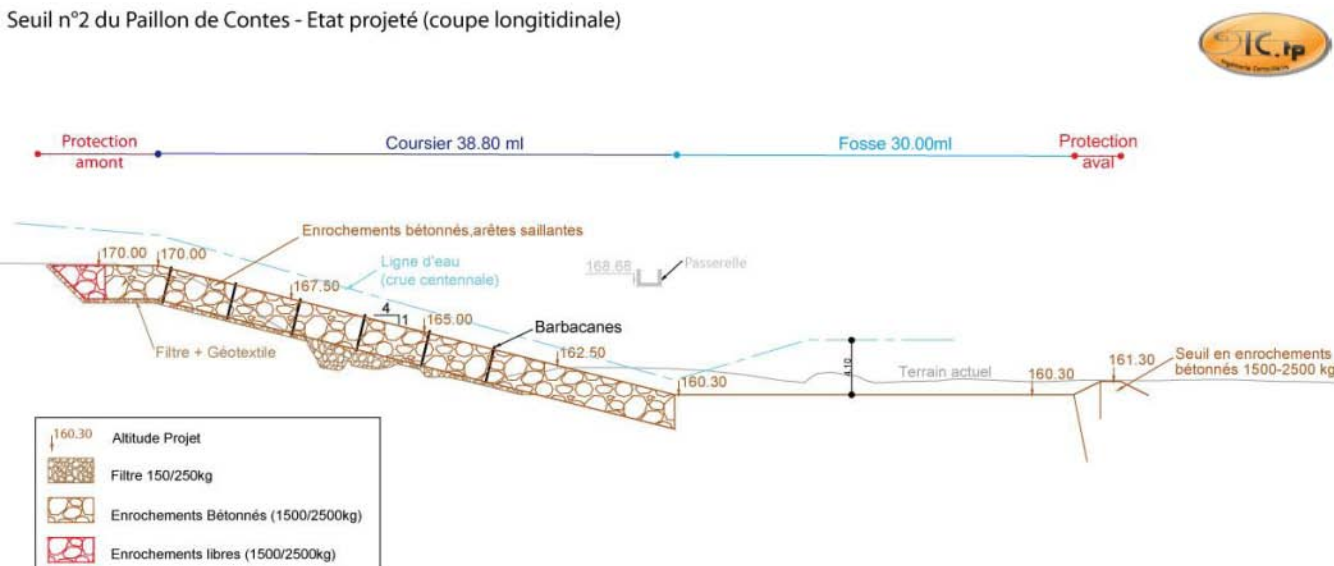 Seuil n°2 du Paillon de Contes - Etat projeté (coupe longitidinale)
STC.tp
Protection
amont
Coursier 38.80 ml
Fosse 30.00ml
Protection
aval
Enrochements bétonnés,arêtes saillantes
170.00
170.00
Ligne d'eau
(crue centennale)
168.68
Passerelle
167.50
4
1
165.00
Barbacanes
Filtre + Géotextile
162.50
160.30
4.10
Terrain actuel
160.30
161.30
Seuil en enrochements
bétonnés 1500-2500 kg
160.30 Altitude Projet
Filtre 150/250kg
Enrochements Bétonnés (1500/2500kg)
Enrochements libres (1500/2500kg)